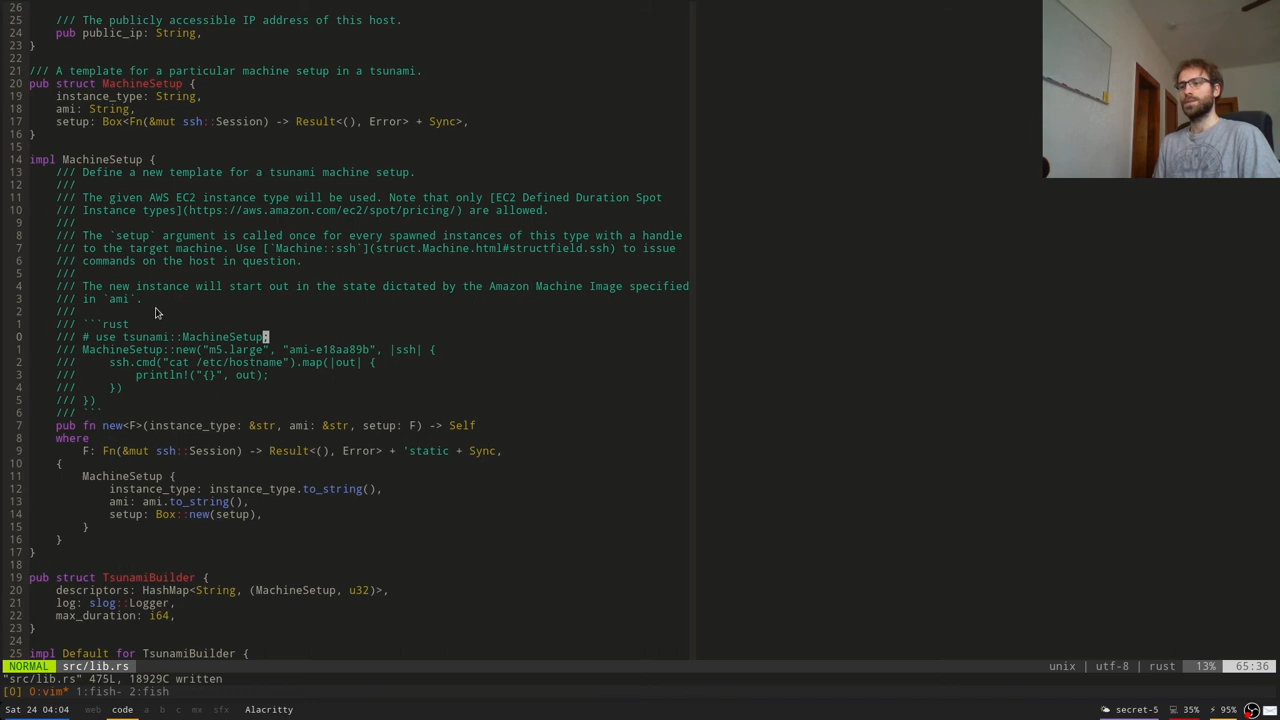 26
25     /// The publicly accessible IP address of this host.
24     pub public_ip: String,
23 }
22
21 /// A template for a particular machine setup in a tsunami.
20 pub struct MachineSetup {
19     instance_type: String,
18     ami: String,
17     setup: Box<Fn(&mut ssh::Session) -> Result<(), Error> + Sync>,
16 }
15
14 impl MachineSetup {
13     /// Define a new template for a tsunami machine setup.
12     ///
11     /// The given AWS EC2 instance type will be used. Note that only [EC2 Defined Duration Spot
10     /// Instance types](https://aws.amazon.com/ec2/spot/pricing/) are allowed.
9     ///
8     /// The `setup` argument is called once for every spawned instances of this type with a handle
7     /// to the target machine. Use [`Machine::ssh`](struct.Machine.html#structfield.ssh) to issue
6     /// commands on the host in question.
5     ///
4     /// The new instance will start out in the state dictated by the Amazon Machine Image specified
3     /// in `ami`.
2     ///
1     /// ```rust
0     /// # use tsunami::MachineSetup;
1     /// MachineSetup::new("m5.large", "ami-e18aa89b", |ssh| {
2     ///     ssh.cmd("cat /etc/hostname").map(|out| {
3     ///         println!("{}", out);
4     ///     })
5     /// })
6     /// ```
7     pub fn new<F>(instance_type: &str, ami: &str, setup: F) -> Self
8     where
9         F: Fn(&mut ssh::Session) -> Result<(), Error> + 'static + Sync,
10     {
11         MachineSetup {
12             instance_type: instance_type.to_string(),
13             ami: ami.to_string(),
14             setup: Box::new(setup),
15         }
16     }
17 }
18
19 pub struct TsunamiBuilder {
20     descriptors: HashMap<String, (MachineSetup, u32)>,
21     log: slog::Logger,
22     max_duration: i64,
23 }
24
25 impl Default for TsunamiBuilder {
NORMAL src/lib.rs unix | utf-8 | rust 13% 65:36
"src/lib.rs" 475L, 18929C written
[0] 0:vim* 1:fish- 2:fish
Sat 24 04:04 web code a b c mx sfx Alacritty secret-5 35% 95%